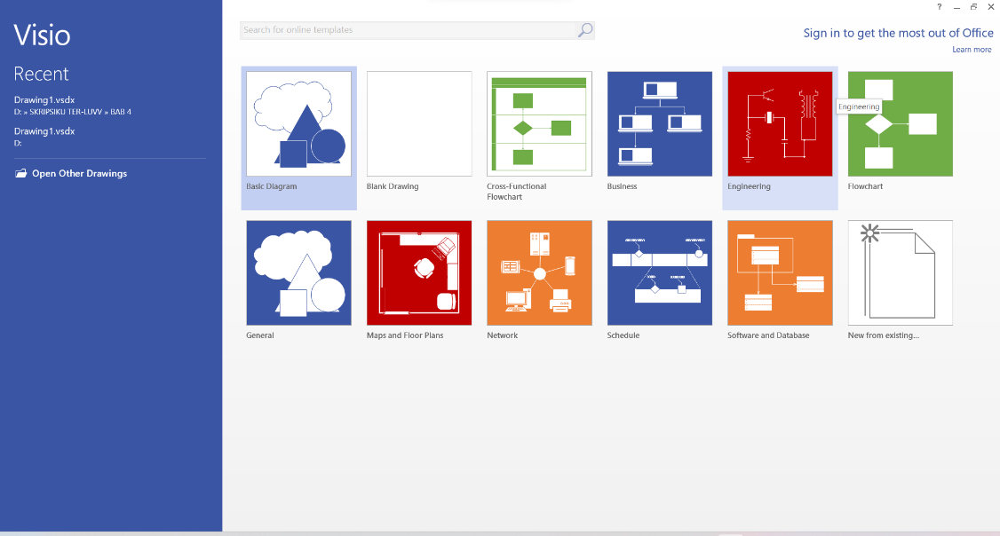 ?
Visio
Recent
Drawing1.vsdx
D: » SKRIPSIKU TER-LUVV » BAB 4
Drawing1.vsdx
D:
Open Other Drawings
Search for online templates
Sign in to get the most out of Office
Learn more
Engineering
Basic Diagram
Blank Drawing
Cross-Functional
Flowchart
Business
Engineering
Flowchart
General
Maps and Floor Plans
Network
Schedule
Software and Database
New from existing...